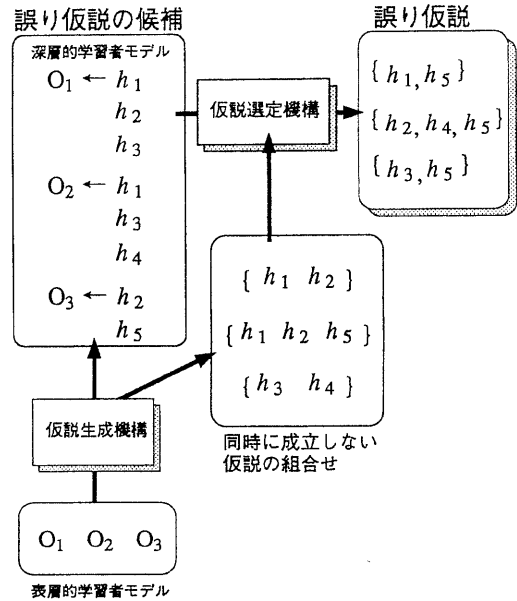 誤り仮説の候補
深層的学習者モデル
O1 ← h1
h2
h3
O2 ← h1
h3
h4
O3 ← h2
h5
仮説選定機構
誤り仮説
{ h1, h5 }
{ h2, h4, h5 }
{ h3, h5 }
{ h1 h2 }
{ h1 h2 h5 }
{ h3 h4 }
同時に成立しない
仮説の組合せ
仮説生成機構
O1 O2 O3
表層的学習者モデル